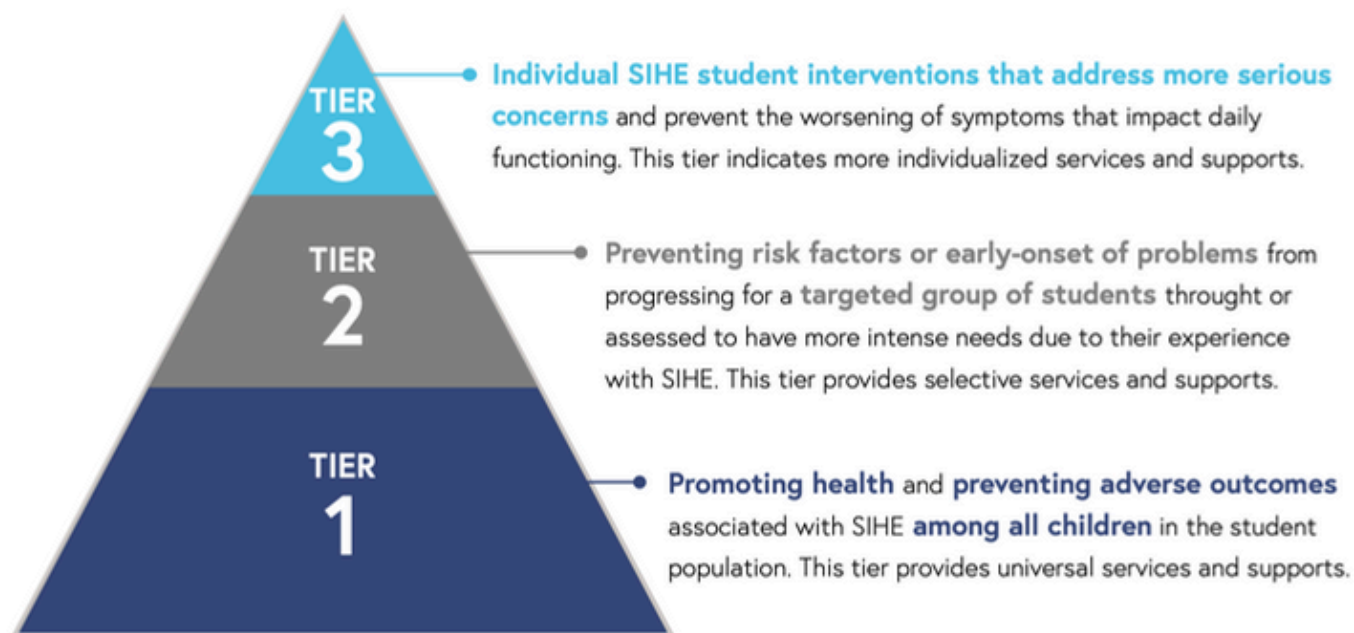 TIER
3
Individual SIHE student interventions that address more serious
concerns and prevent the worsening of symptoms that impact daily
functioning. This tier indicates more individualized services and supports.
TIER
2
Preventing risk factors or early-onset of problems from
progressing for a targeted group of students throught or
assessed to have more intense needs due to their experience
with SIHE. This tier provides selective services and supports.
TIER
1
Promoting health and preventing adverse outcomes
associated with SIHE among all children in the student
population. This tier provides universal services and supports.